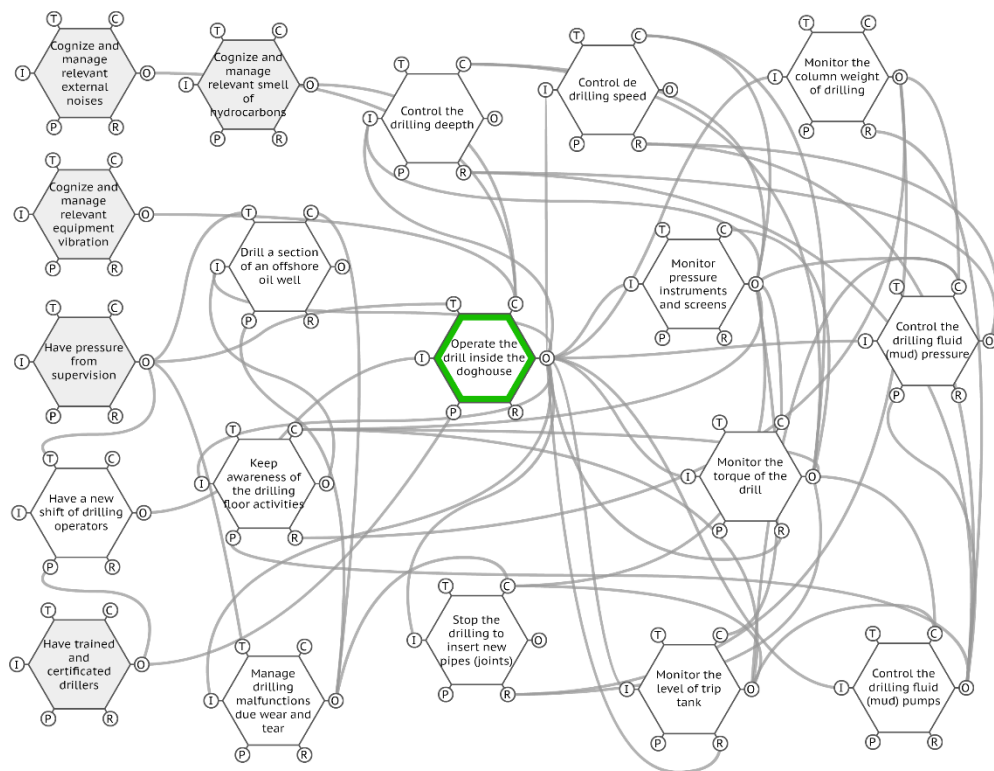 T C
Cognize and
manage
relevant
external
noises
I O
P R
T C
Cognize and
manage
relevant smell
of
hydrocarbons
I O
P R
T C
Control the
drilling deepth
I O
P R
T C
Control de
drilling speed
I O
P R
T C
Monitor the
column weight
of drilling
I O
P R
T C
Cognize and
manage
relevant
equipment
vibration
I O
P R
T C
Drill a section
of an offshore
oil well
I O
P R
T C
Monitor
pressure
instruments
and screens
I O
P R
T C
Have pressure
from
supervision
I O
P R
T C
Operate the
drill inside the
doghouse
I O
P R
T C
Control the
drilling fluid
(mud) pressure
I O
P R
T C
Have a new
shift of drilling
operators
I O
P R
T C
Keep
awareness of
the drilling
floor activities
I O
P R
T C
Monitor the
torque of the
drill
I O
P R
T C
Have trained
and
certificated
drillers
I O
P R
T C
Manage
drilling
malfunctions
due wear and
tear
I O
P R
T C
Stop the
drilling to
insert new
pipes (joints)
I O
P R
T C
Monitor the
level of trip
tank
I O
P R
T C
Control the
drilling fluid
(mud) pumps
I O
P R